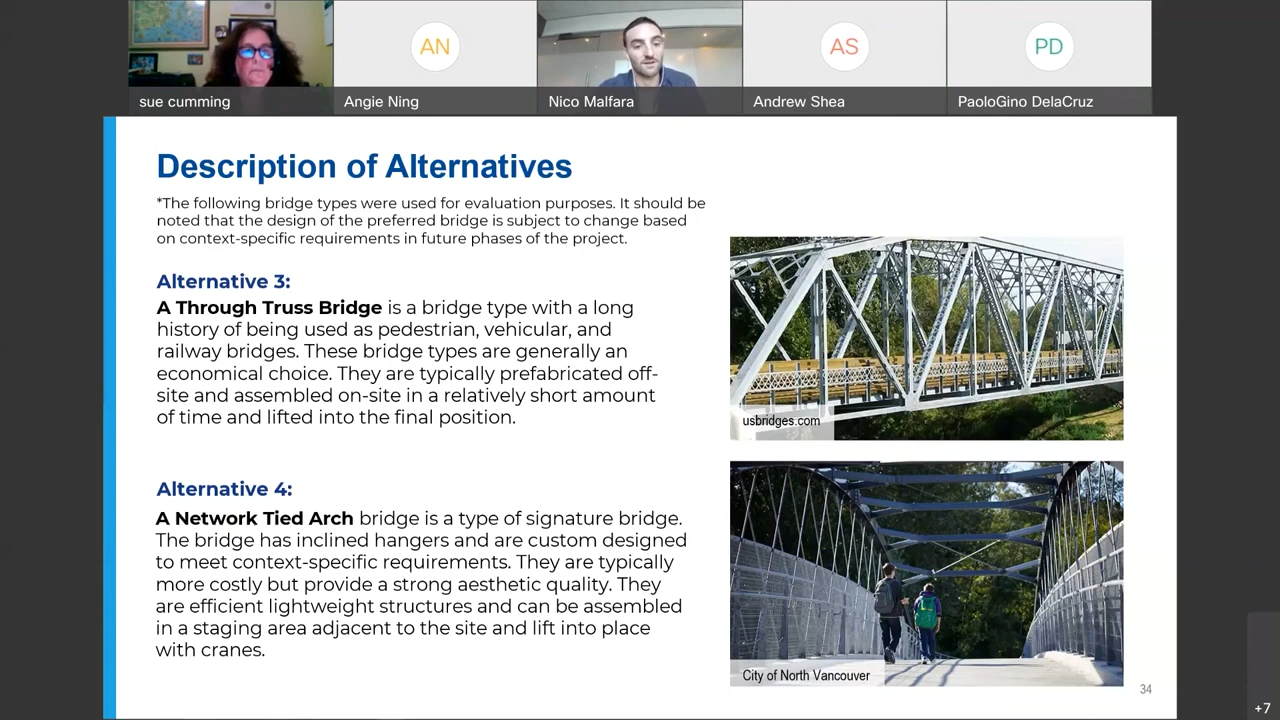 AN
AS
PD
sue cumming
Angie Ning
Nico Malfara
Andrew Shea
PaoloGino DelaCruz
Description of Alternatives
*The following bridge types were used for evaluation purposes. It should be
noted that the design of the preferred bridge is subject to change based
on context-specific requirements in future phases of the project.
Alternative 3:
A Through Truss Bridge is a bridge type with a long
history of being used as pedestrian, vehicular, and
railway bridges. These bridge types are generally an
economical choice. They are typically prefabricated off-
site and assembled on-site in a relatively short amount
of time and lifted into the final position.
usbridges.com
Alternative 4:
A Network Tied Arch bridge is a type of signature bridge.
The bridge has inclined hangers and are custom designed
to meet context-specific requirements. They are typically
more costly but provide a strong aesthetic quality. They
are efficient lightweight structures and can be assembled
in a staging area adjacent to the site and lift into place
with cranes.
City of North Vancouver
34
+7